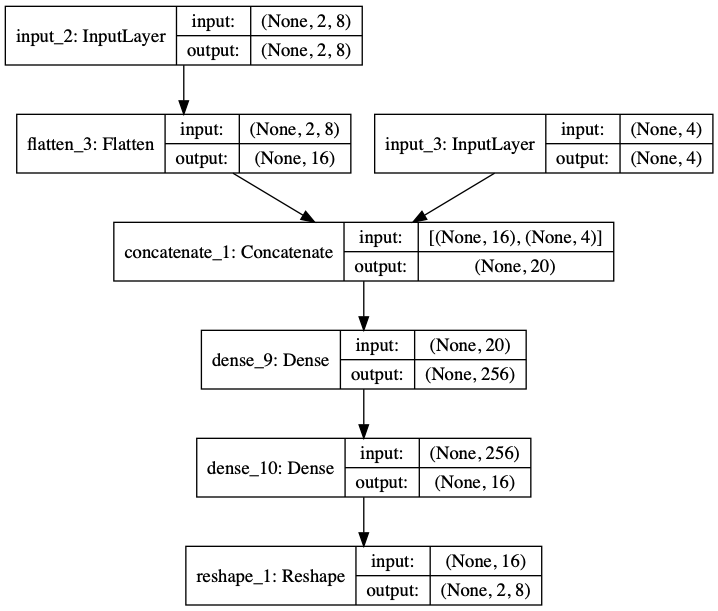 input_2: InputLayer
input: (None, 2, 8)
output: (None, 2, 8)
flatten_3: Flatten
input: (None, 2, 8)
output: (None, 16)
input_3: InputLayer
input: (None, 4)
output: (None, 4)
concatenate_1: Concatenate
input: [(None, 16), (None, 4)]
output: (None, 20)
dense_9: Dense
input: (None, 20)
output: (None, 256)
dense_10: Dense
input: (None, 256)
output: (None, 16)
reshape_1: Reshape
input: (None, 16)
output: (None, 2, 8)